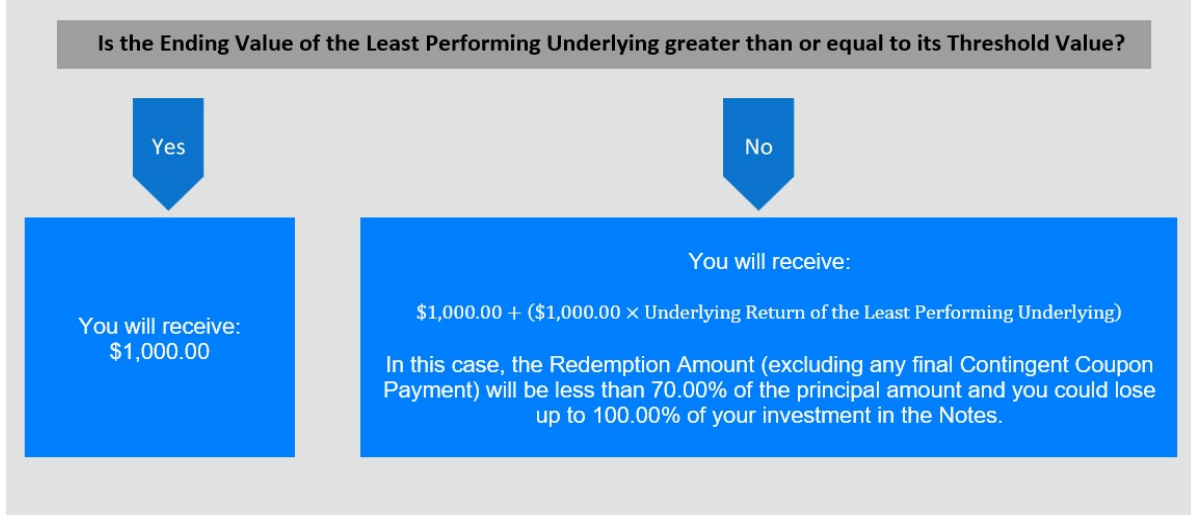 Is the Ending Value of the Least Performing Underlying greater than or equal to its Threshold Value?
Yes
No
You will receive:
$1,000.00
You will receive:
$1,000.00 + ($1,000.00 × Underlying Return of the Least Performing Underlying)
In this case, the Redemption Amount (excluding any final Contingent Coupon
Payment) will be less than 70.00% of the principal amount and you could lose
up to 100.00% of your investment in the Notes.